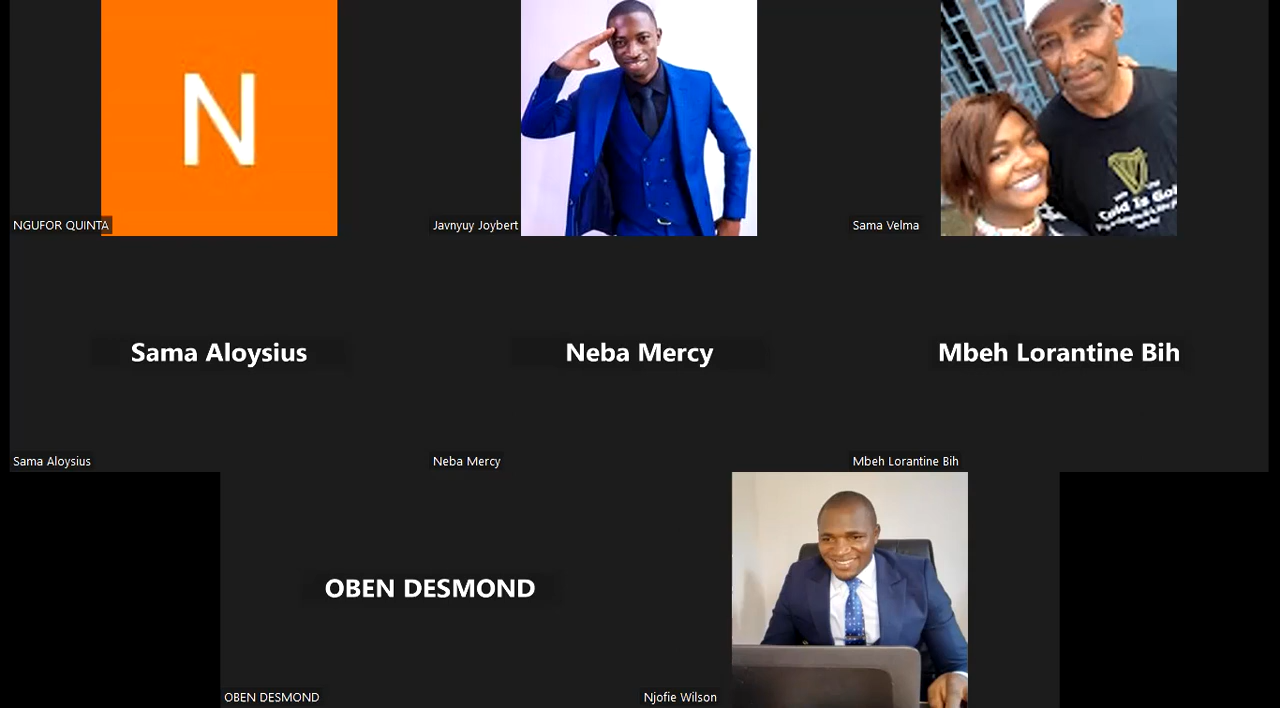 N
NGUFOR QUINTA
Javnyuy Joybert
Sama Velma
Sama Aloysius
Neba Mercy
Mbeh Lorantine Bih
Sama Aloysius
Neba Mercy
Mbeh Lorantine Bih
OBEN DESMOND
OBEN DESMOND
Njofie Wilson